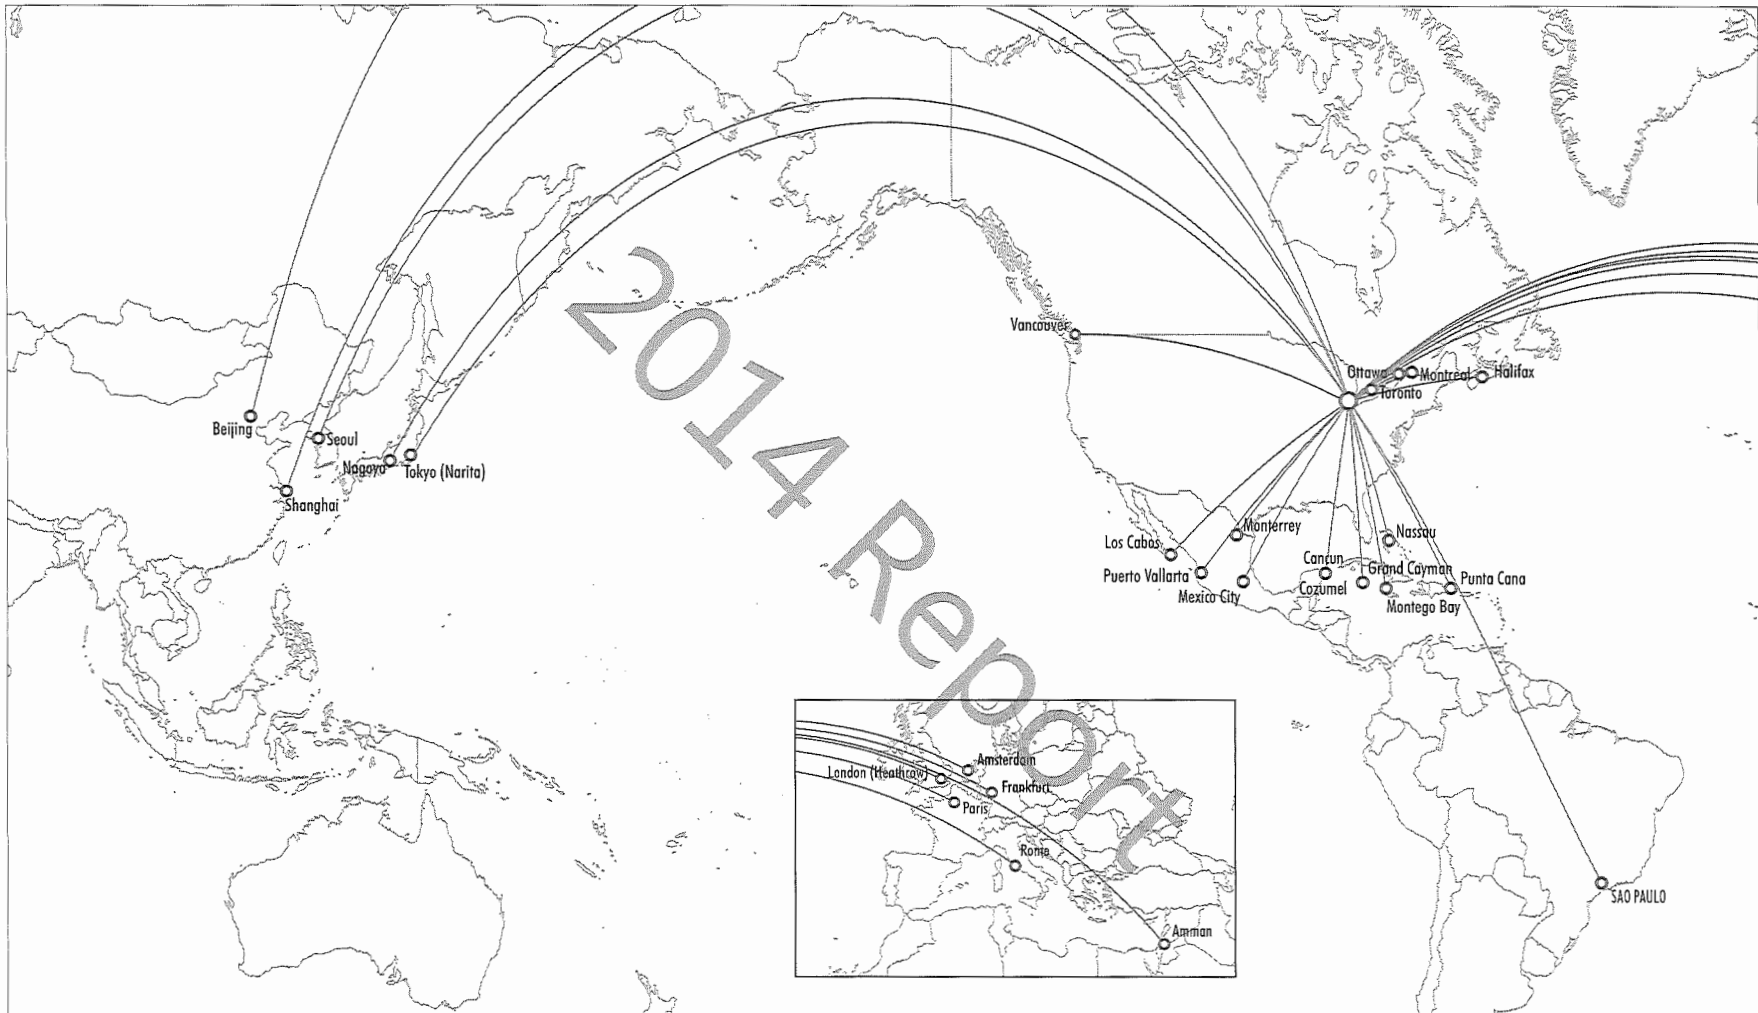 Vancouver
Ottawa
Montreal
Halifax
Toronto
Beijing
Seoul
Nagoya
Tokyo (Narita)
Shanghai
Los Cabos
Monterrey
Nassau
Puerto Vallarta
Cancun
Grand Cayman
Punta Cana
Mexico City
Cozumel
Montego Bay
2014 Report
Amsterdam
London (Heathrow)
Frankfurt
Paris
Rome
Amman
SAO PAULO